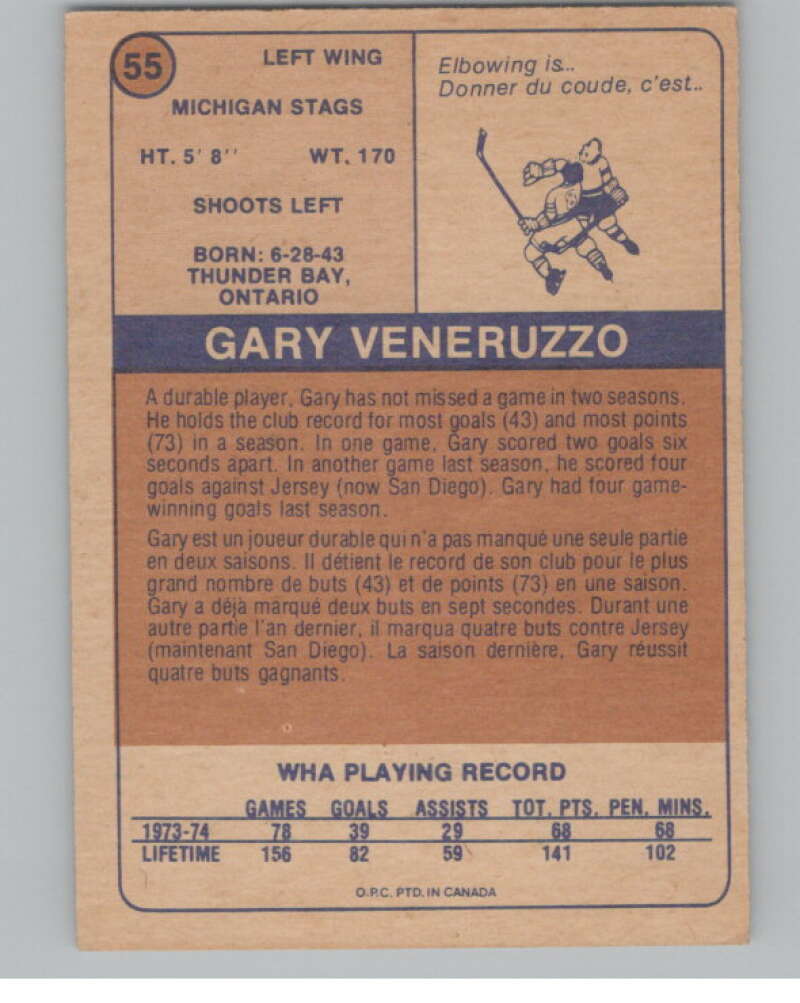 55
LEFT WING
MICHIGAN STAGS
HT. 5' 8''  WT. 170
SHOOTS LEFT
BORN: 6-28-43
THUNDER BAY,
ONTARIO
Elbowing is...
Donner du coude, c'est..
GARY VENERUZZO
A durable player, Gary has not missed a game in two seasons.
He holds the club record for most goals (43) and most points
(73) in a season. In one game, Gary scored two goals six
seconds apart. In another game last season, he scored four
goals against Jersey (now San Diego). Gary had four game-
winning goals last season.
Gary est un joueur durable qui n'a pas manqué une seule partie
en deux saisons. Il détient le record de son club pour le plus
grand nombre de buts (43) et de points (73) en une saison.
Gary a déjà marqué deux buts en sept secondes. Durant une
autre partie l'an dernier, il marqua quatre buts contre Jersey
(maintenant San Diego). La saison dernière, Gary réussit
quatre buts gagnants.
WHA PLAYING RECORD
GAMES GOALS ASSISTS TOT. PTS. PEN. MINS.
1973-74 78 39 29 68 68
LIFETIME 156 82 59 141 102
O.P.C. PTD. IN CANADA